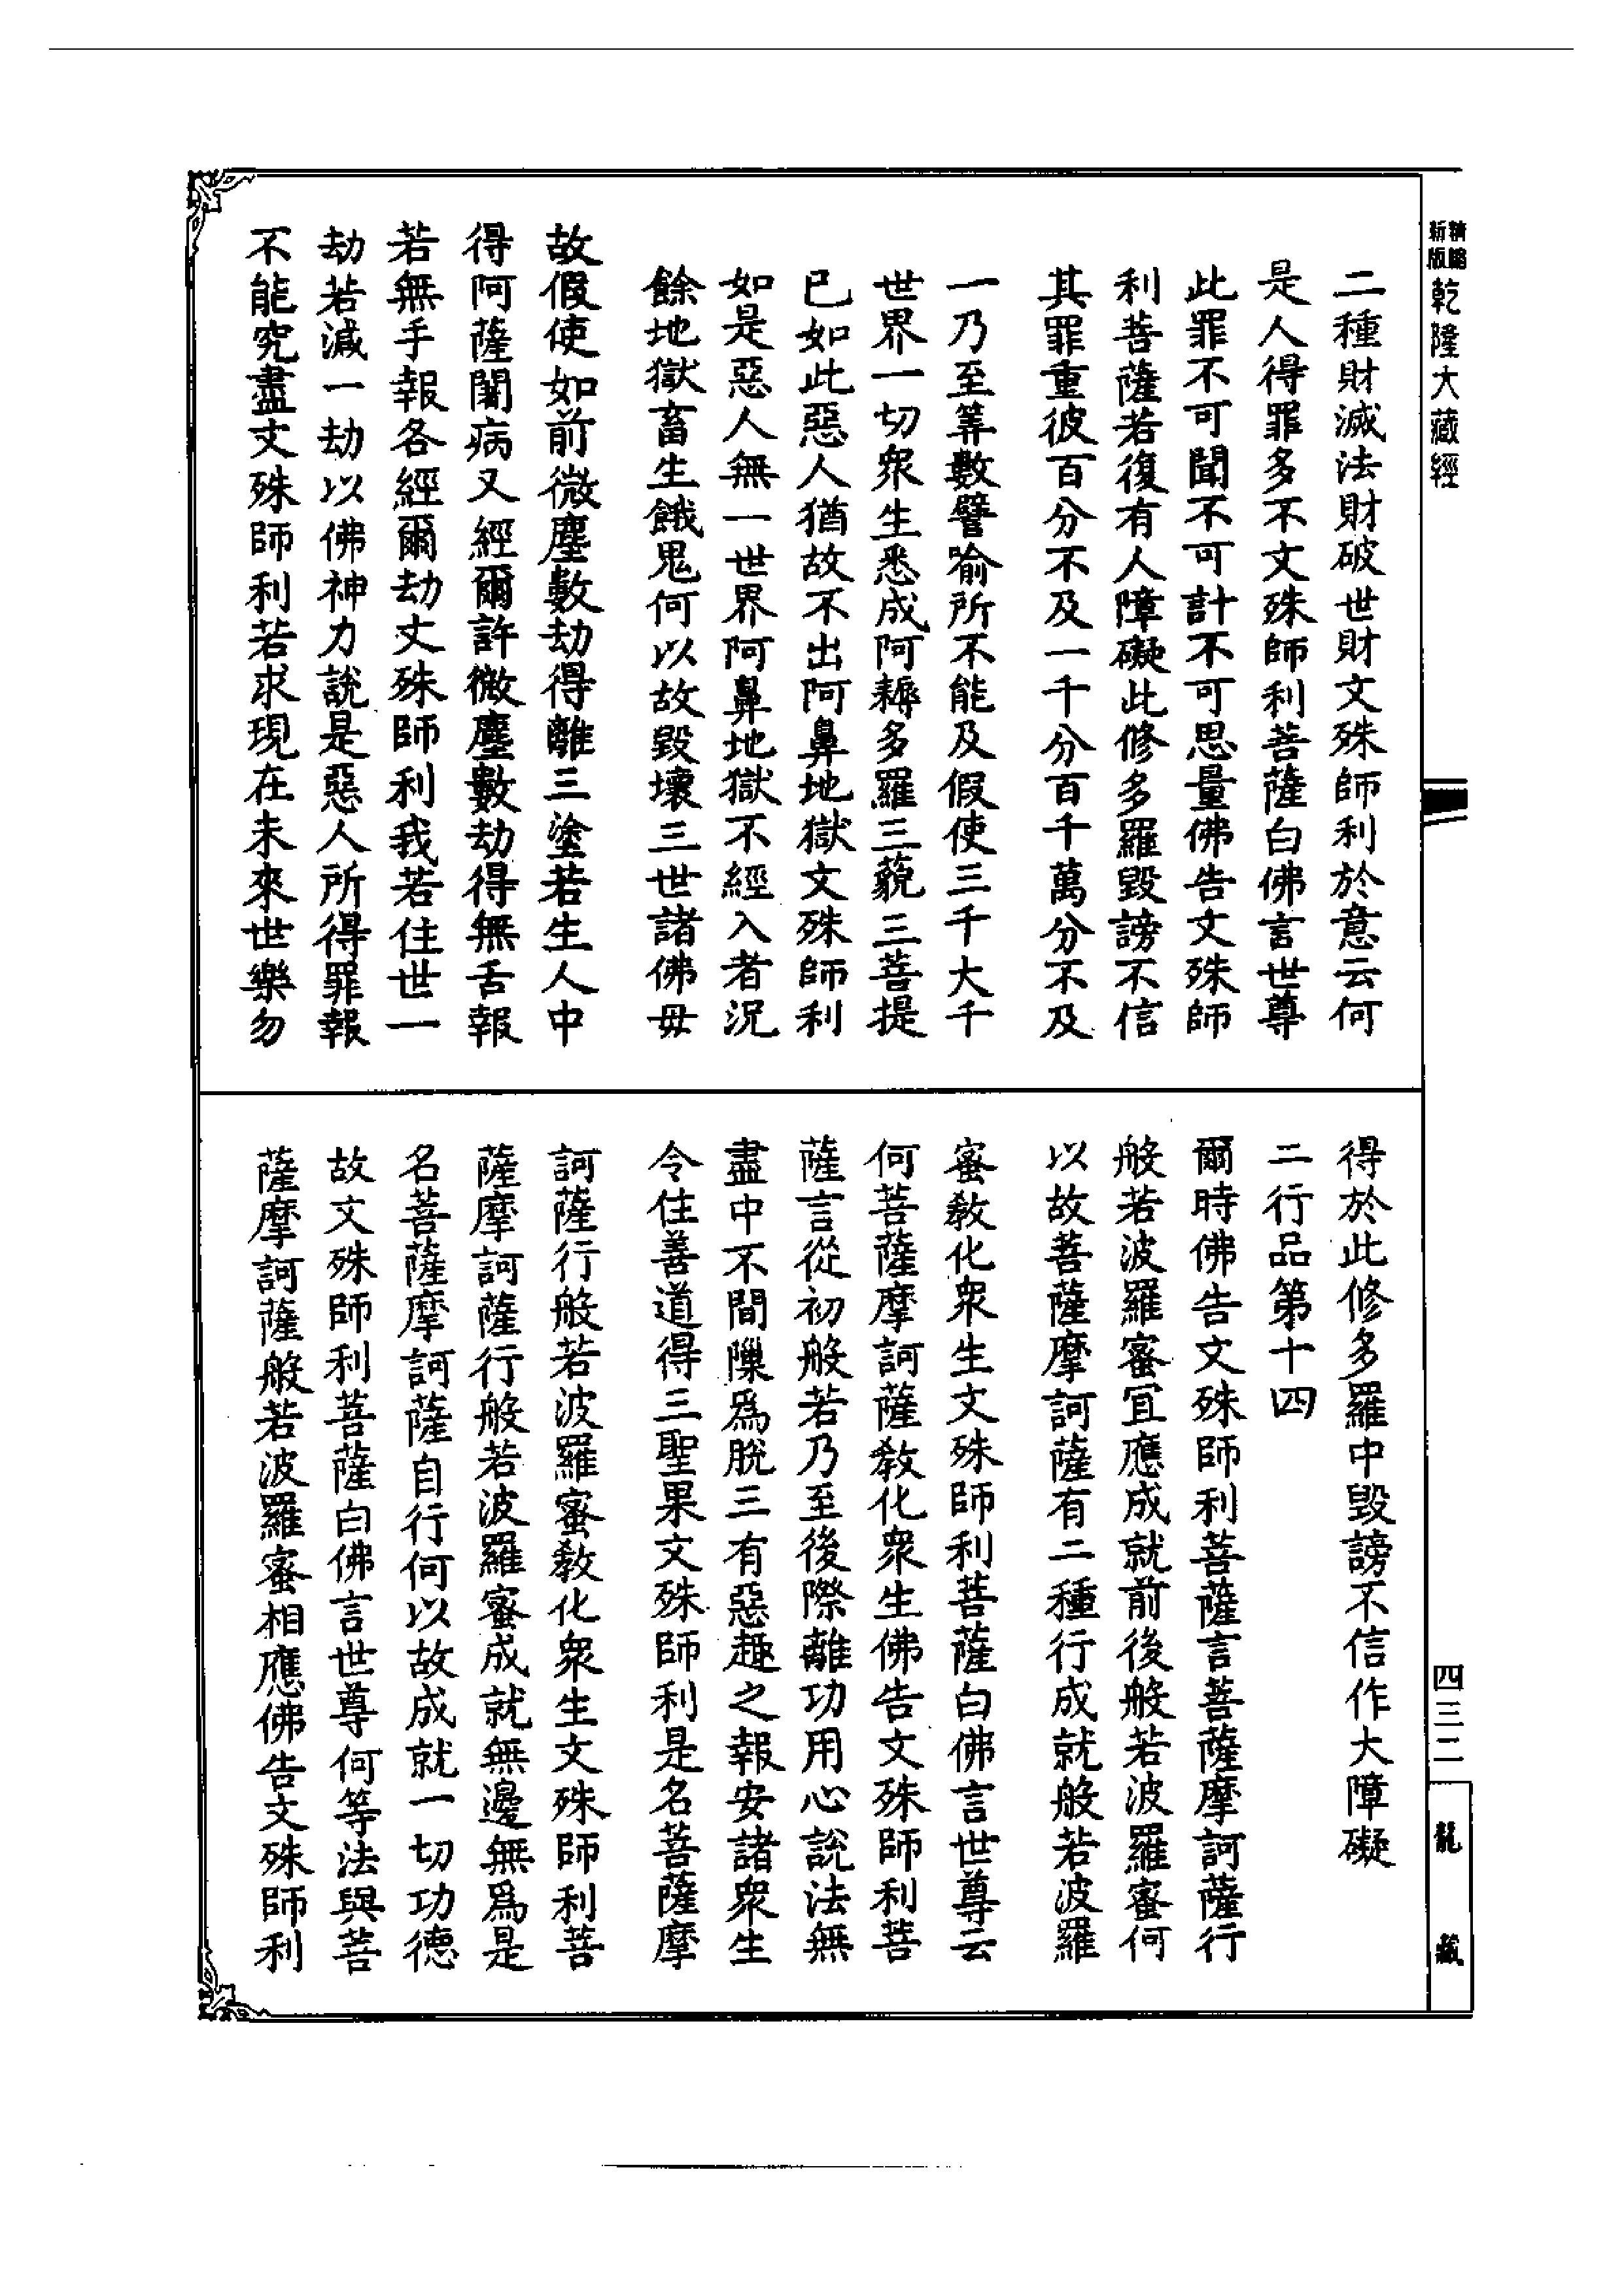 新版精縮乾隆大藏經
二種財滅法財破世財文殊師利於意云何
是人得罪多不文殊師利菩薩白佛言世尊
此罪不可聞不可計不可思量佛告文殊師
利菩薩若復有人障礙此修多羅毀謗不信
其罪重彼百分不及一千分百千萬分不及
一乃至筭數譬喻所不能及假使三千大千
世界一切眾生悉成阿耨多羅三藐三菩提
已如此惡人猶故不出阿鼻地獄文殊師利
如是惡人無一世界阿鼻地獄不經入者況
餘地獄畜生餓鬼何以故毀壞三世諸佛毋
故假使如前微塵數劫得離三塗若生人中
得阿薩闍病又經爾許微塵數劫得無舌報
若無手報各經爾劫文殊師利我若住世一
劫若減一劫以佛神力說是惡人所得罪報
不能究盡文殊師利若求現在未來世樂勿
得於此修多羅中毀謗不信作大障礙
二行品第十四
爾時佛告文殊師利菩薩言菩薩摩訶薩行
般若波羅蜜宜應成就前後般若波羅蜜何
以故菩薩摩訶薩有二種行成就般若波羅
蜜敎化眾生文殊師利菩薩白佛言世尊云
何菩薩摩訶薩敎化眾生佛告文殊師利菩
薩言從初般若乃至後際離功用心說法無
盡中不間隟為脫三有惡趣之報安諸眾生
令住善道得三聖果文殊師利是名菩薩摩
訶薩行般若波羅蜜敎化眾生文殊師利菩
薩摩訶薩行般若波羅蜜成就無邊無為是
名菩薩摩訶薩自行何以故成就一切功德
故文殊師利菩薩白佛言世尊何等法與菩
薩摩訶薩般若波羅蜜相應佛告文殊師利
四三二
龍藏